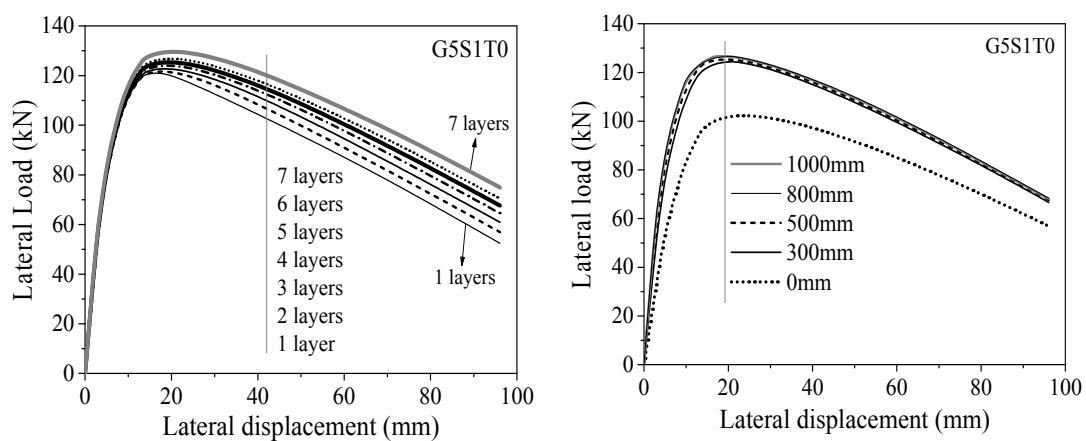 140
120
100
80
60
40
20
0
0
20
40
60
80
100
Lateral Load (kN)
Lateral displacement (mm)
G5S1T0
7 layers
7 layers
6 layers
5 layers
4 layers
3 layers
2 layers
1 layer
1 layers
140
120
100
80
60
40
20
0
0
20
40
60
80
100
Lateral load (kN)
Lateral displacement (mm)
G5S1T0
1000mm
800mm
500mm
300mm
0mm